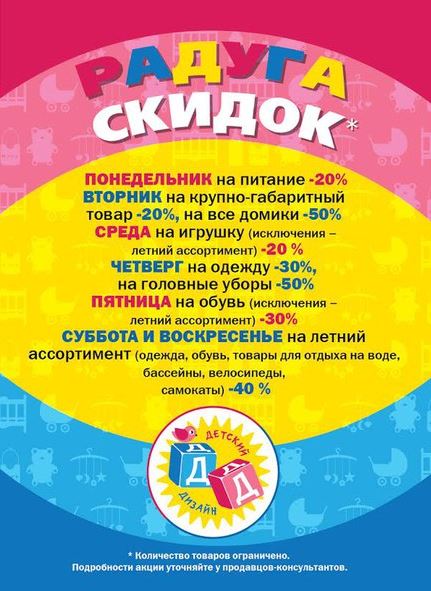 РАДУГА
СКИДОК*
ПОНЕДЕЛЬНИК на питание -20%
ВТОРНИК на крупно-габаритный
товар -20%, на все домики -50%
СРЕДА на игрушку (исключения –
летний ассортимент) -20 %
ЧЕТВЕРГ на одежду -30%,
на головные уборы -50%
ПЯТНИЦА на обувь (исключения –
летний ассортимент) -30%
СУББОТА И ВОСКРЕСЕНЬЕ на летний
ассортимент (одежда, обувь, товары для отдыха на воде,
бассейны, велосипеды,
самокаты) -40 %
ДЕТСКИЙ
Д Д
ДИЗАЙН
* Количество товаров ограничено.
Подробности акции уточняйте у продавцов-консультантов.